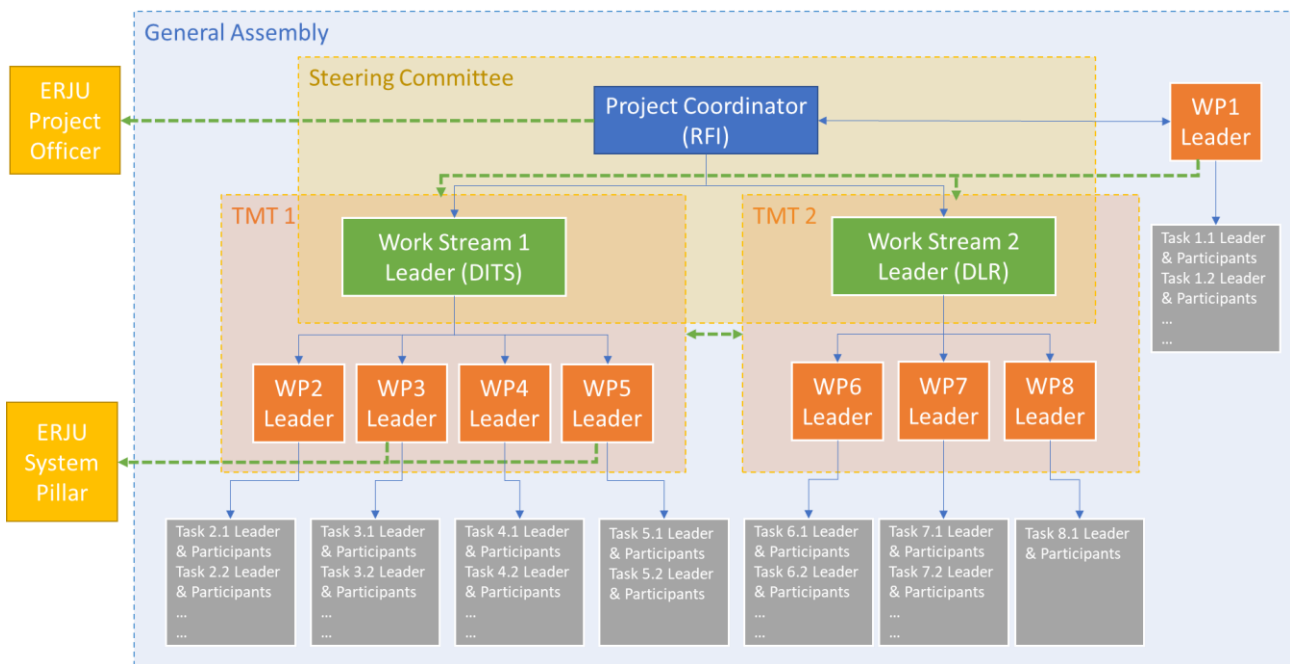 General Assembly
Steering Committee
ERJU
Project
Officer
Project Coordinator
(RFI)
WP1
Leader
TMT 1
TMT 2
Work Stream 1
Leader (DITS)
Work Stream 2
Leader (DLR)
Task 1.1 Leader
& Participants
Task 1.2 Leader
& Participants
...
...
WP2
Leader
WP3
Leader
WP4
Leader
WP5
Leader
WP6
Leader
WP7
Leader
WP8
Leader
ERJU
System
Pillar
Task 2.1 Leader
& Participants
Task 2.2 Leader
& Participants
...
...
Task 3.1 Leader
& Participants
Task 3.2 Leader
& Participants
...
...
Task 4.1 Leader
& Participants
Task 4.2 Leader
& Participants
...
...
Task 5.1 Leader
& Participants
Task 5.2 Leader
& Participants
Task 6.1 Leader
& Participants
Task 6.2 Leader
& Participants
...
...
Task 7.1 Leader
& Participants
Task 7.2 Leader
& Participants
...
...
Task 8.1 Leader
& Participants